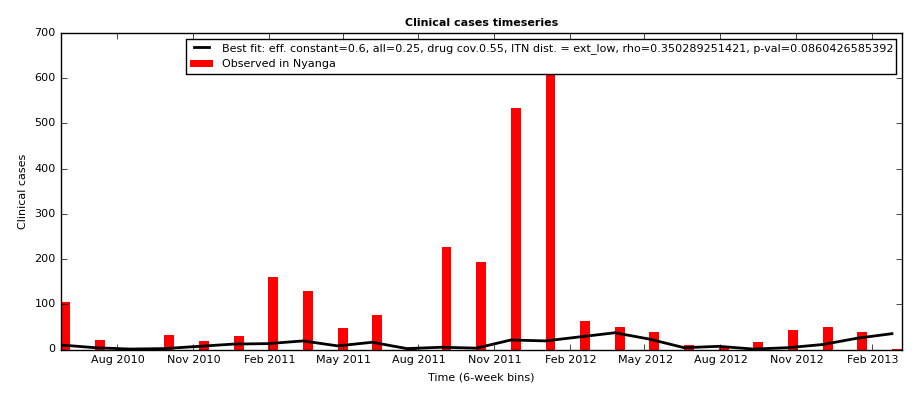 Clinical cases timeseries
Best fit: eff. constant=0.6, all=0.25, drug cov.0.55, ITN dist. = ext_low, rho=0.350289251421, p-val=0.0860426585392
Observed in Nyanga
700
600
500
400
300
200
100
0
Clinical cases
Aug 2010 Nov 2010 Feb 2011 May 2011 Aug 2011 Nov 2011 Feb 2012 May 2012 Aug 2012 Nov 2012 Feb 2013
Time (6-week bins)